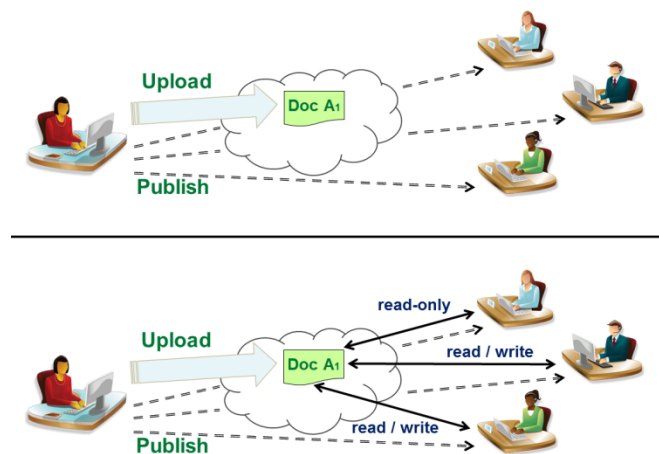 Upload
Doc A1
Publish
read-only
Upload
read / write
Doc A1
read / write
Publish